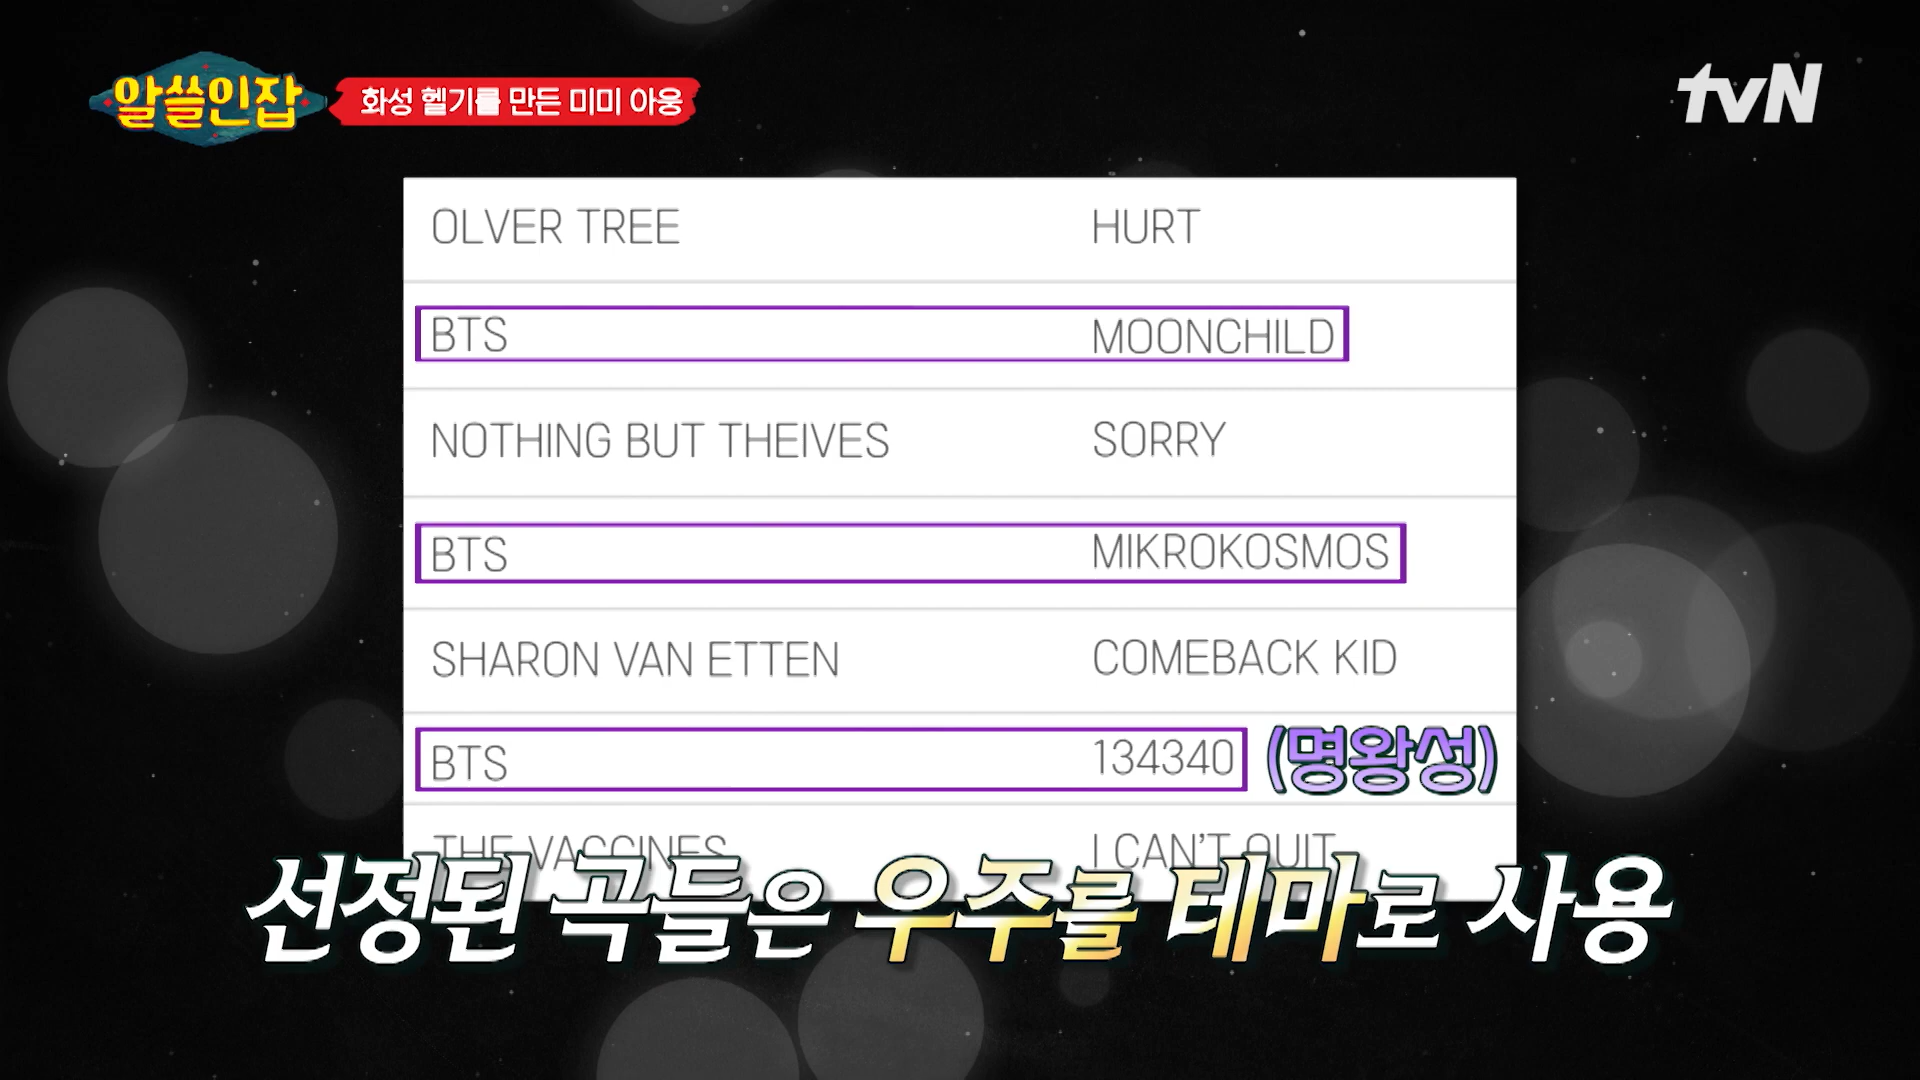 알쓸인잡 화성 헬기를 만든 미미 아웅 tvN
OLVER TREE HURT
BTS MOONCHILD
NOTHING BUT THEIVES SORRY
BTS MIKROKOSMOS
SHARON VAN ETTEN COMEBACK KID
BTS 134340 (명왕성)
THE VACCINES I CAN'T QUIT
선정된 곡들은 우주를 테마로 사용